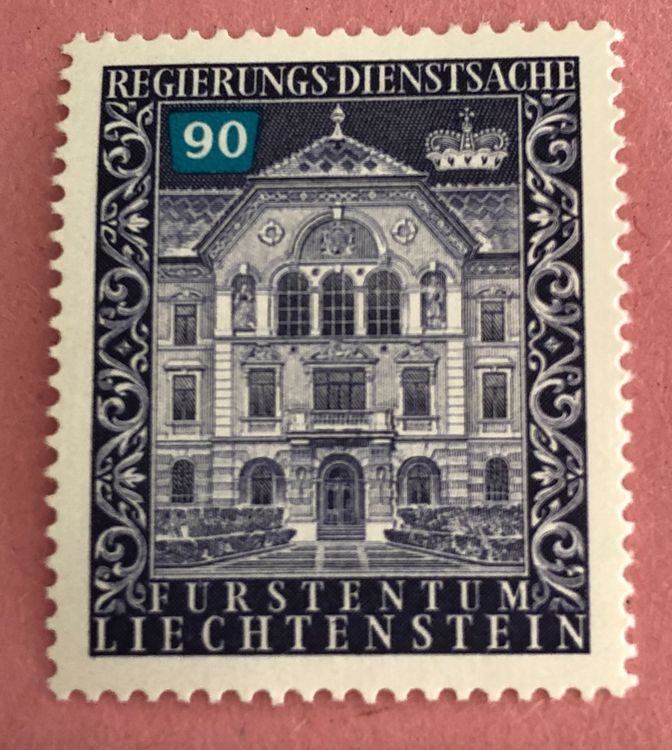 REGIERUNGS-DIENSTSACHE
90
FURSTENTUM
LIECHTENSTEIN